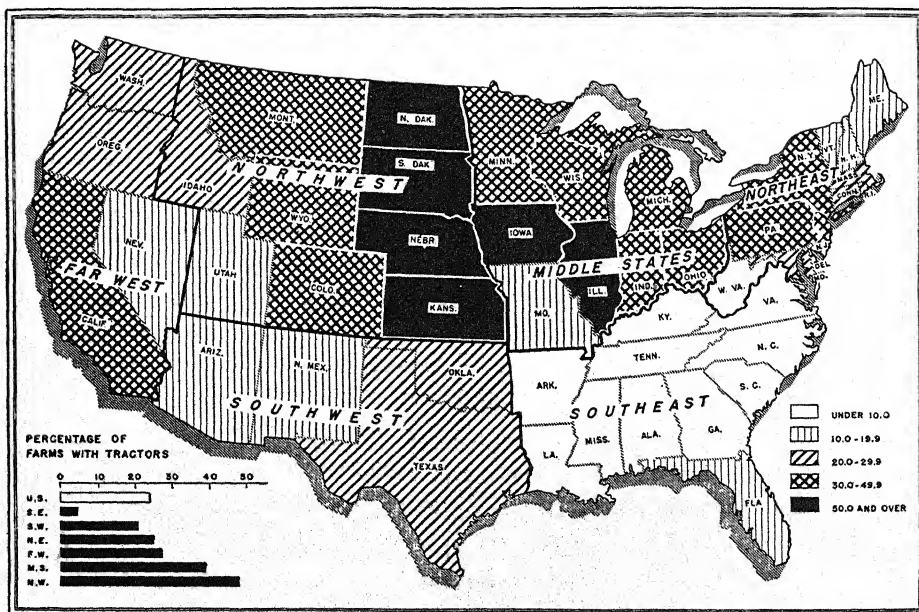 WASH.
OREG.
IDAHO
MONT.
WYO.
NORTHWEST
N. DAK.
S. DAK
NEBR
KANS.
COLO.
NEV.
UTAH
CALIF
FAR WEST
ARIZ.
N. MEX.
OKLA.
TEXAS
SOUTHWEST
MINN.
WIS.
MICH.
IOWA
ILL.
IND.
OHIO
MO.
MIDDLE STATES
ME.
VT.
N. H.
MASS.
CONN.
R.I.
N.Y.
PA
N.J.
DEL.
MD.
NORTHEAST
W. VA.
VA.
KY.
TENN.
N. C.
S. C.
ARK.
LA.
MISS.
ALA.
GA.
FLA
SOUTHEAST
UNDER 10.0
10.0-19.9
20.0-29.9
30.0-49.9
50.0 AND OVER
PERCENTAGE OF
FARMS WITH TRACTORS
0 10 20 30 40 50
U.S.
S.E.
S.W.
N.E.
F.W.
M.S.
N.W.